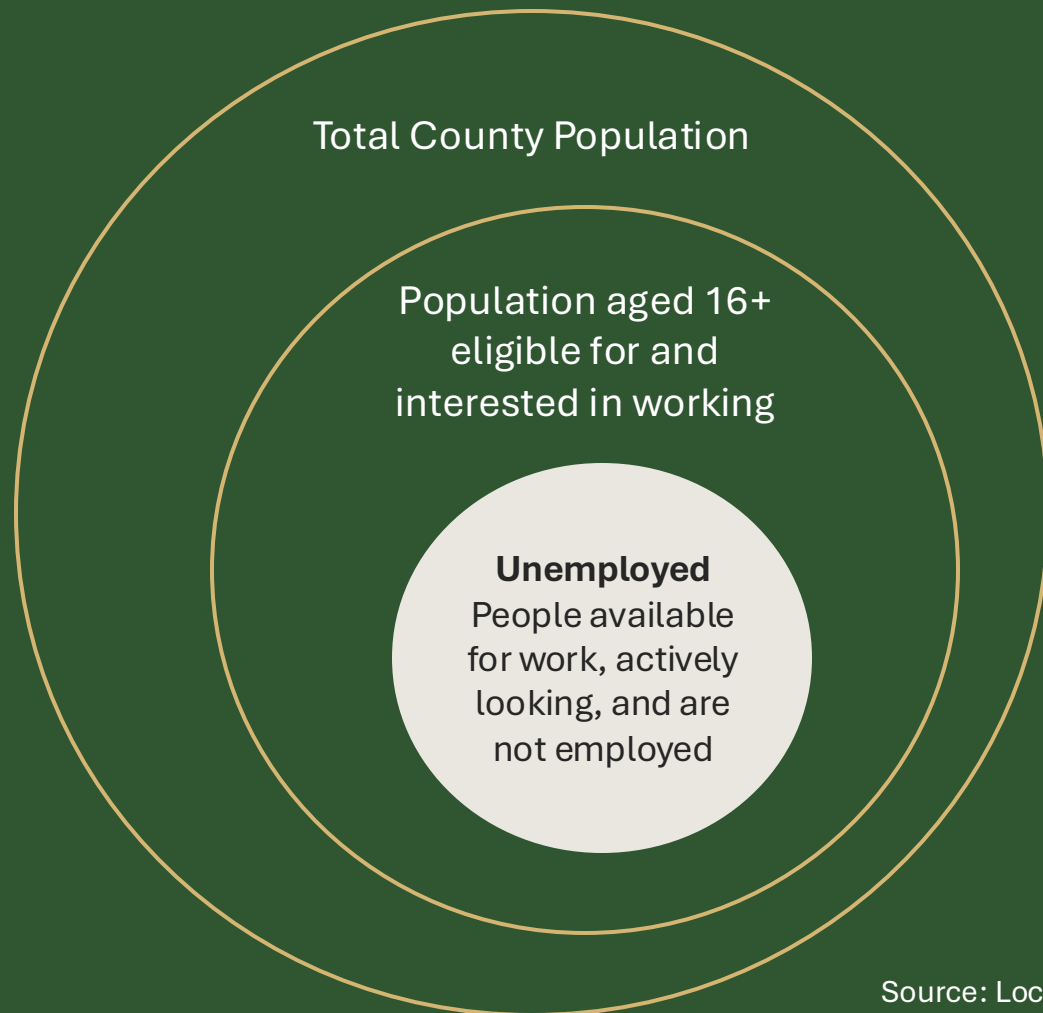 Total County Population
Population aged 16+
eligible for and
interested in working
Unemployed
People available
for work, actively
looking, and are
not employed
Source: Loc